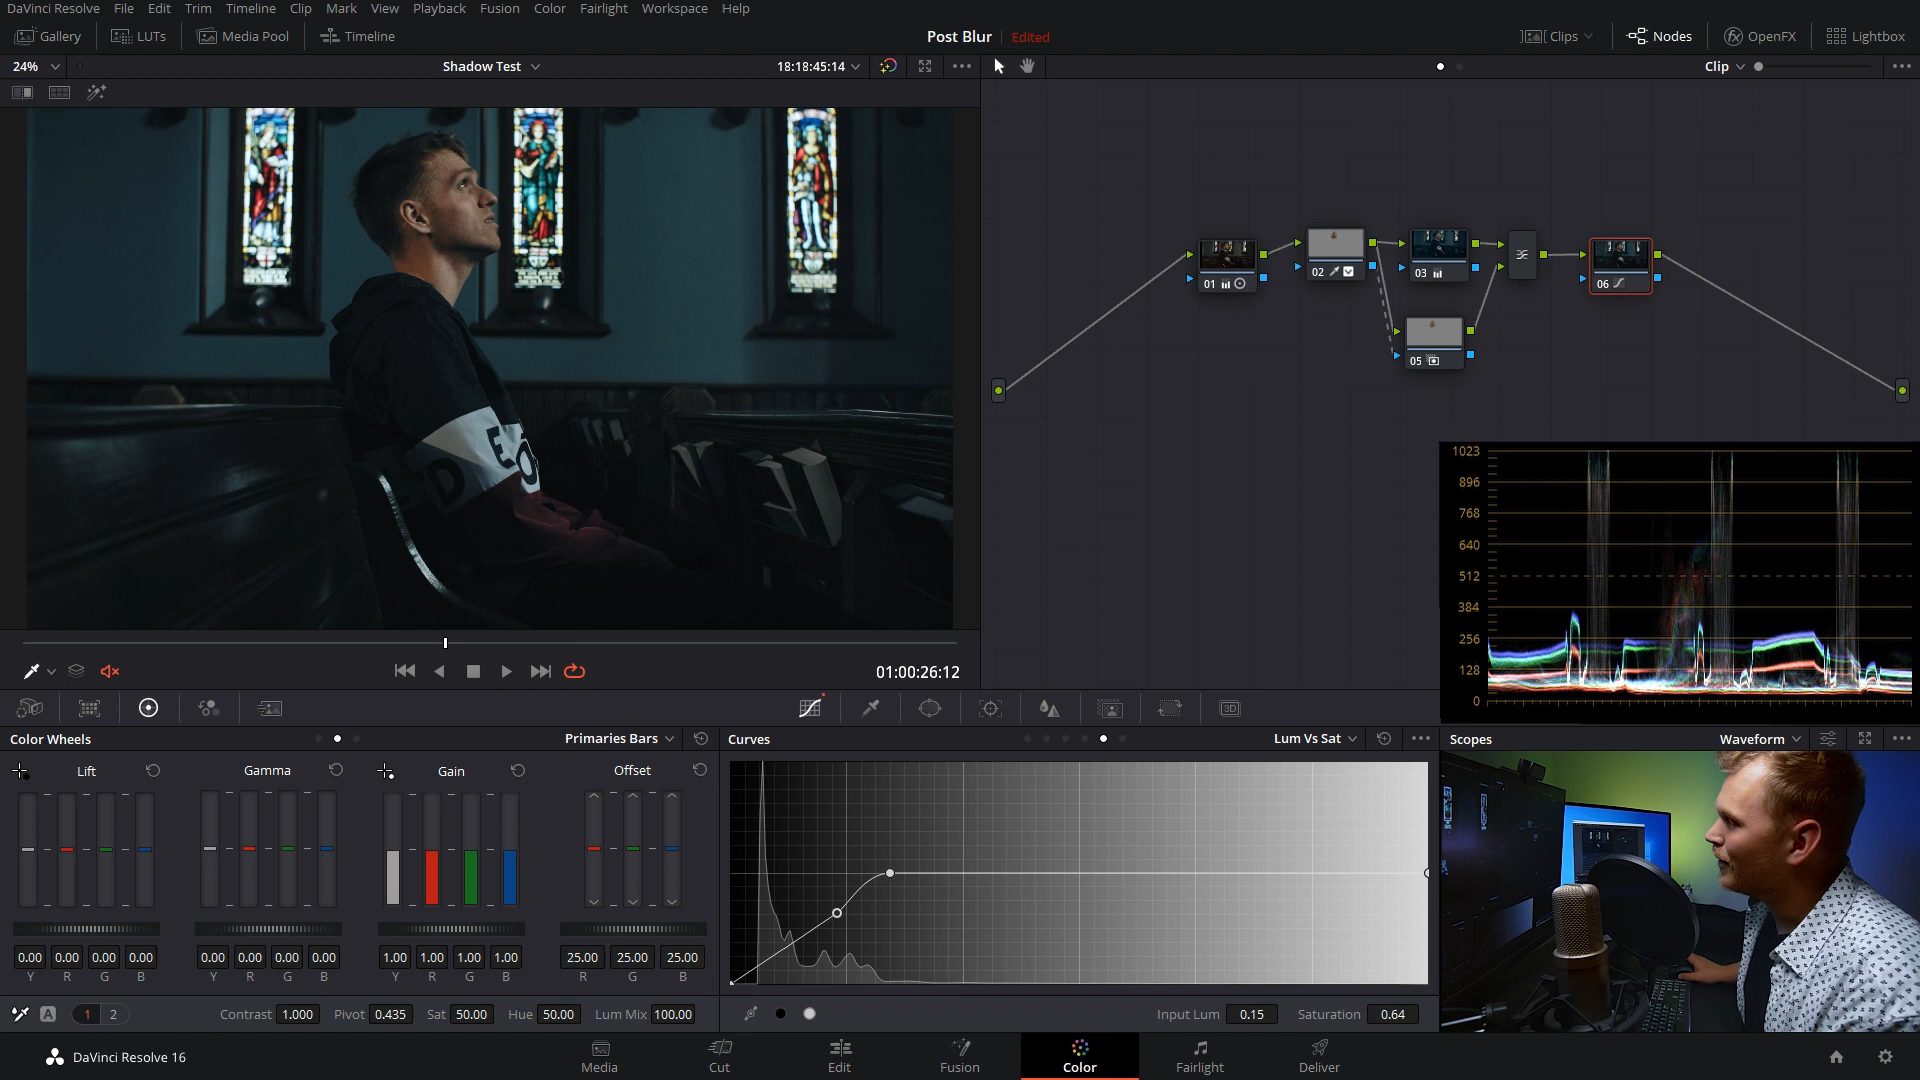 DaVinci Resolve File Edit Trim Timeline Clip Mark View Playback Fusion Color Fairlight Workspace Help
Gallery LUTs Media Pool Timeline Post Blur Edited Clips Nodes OpenFX Lightbox
24% Shadow Test 18:18:45:14 Clip
01 02 03 06
05
E
D
1023
896
768
640
512
384
256
128
0
01:00:26:12
3D
Color Wheels Primaries Bars Curves Lum Vs Sat Scopes Waveform
Lift Gamma Gain Offset
0.00 0.00 0.00 0.00 0.00 0.00 0.00 0.00 1.00 1.00 1.00 1.00 25.00 25.00 25.00
Y R G B Y R G B Y R G B R G B
A 1 2 Contrast 1.000 Pivot 0.435 Sat 50.00 Hue 50.00 Lum Mix 100.00 Input Lum 0.15 Saturation 0.64
DaVinci Resolve 16 Media Cut Edit Fusion Color Fairlight Deliver